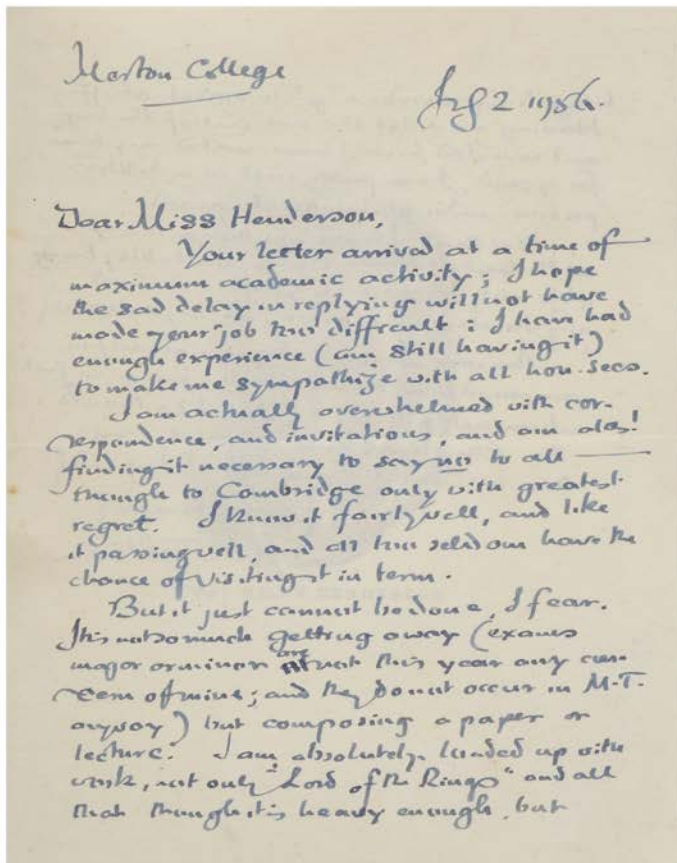 Merton College
July 2 1956.
Dear Miss Henderson,
Your letter arrived at a time of
maximum academic activity; I hope
the sad delay in replying will not have
made your job too difficult: I have had
enough experience (am still having it)
to make me sympathize with all hon. secs.
I am actually overwhelmed with cor-
respondence, and invitations, and am alas!
finding it necessary to say no to all —
though to Cambridge only with greatest
regret. I know it fairly well, and like
it passing well, and all too seldom have the
chance of visiting it in term.
But it just cannot be done, I fear.
It is not so much getting away (exams
major or minor are not this year any con-
cern of mine; and they do not occur in M.T.
anyway) but composing a paper or
lecture. I am absolutely loaded up with
work, not only "Lord of the Rings" and all
that though it is heavy enough, but